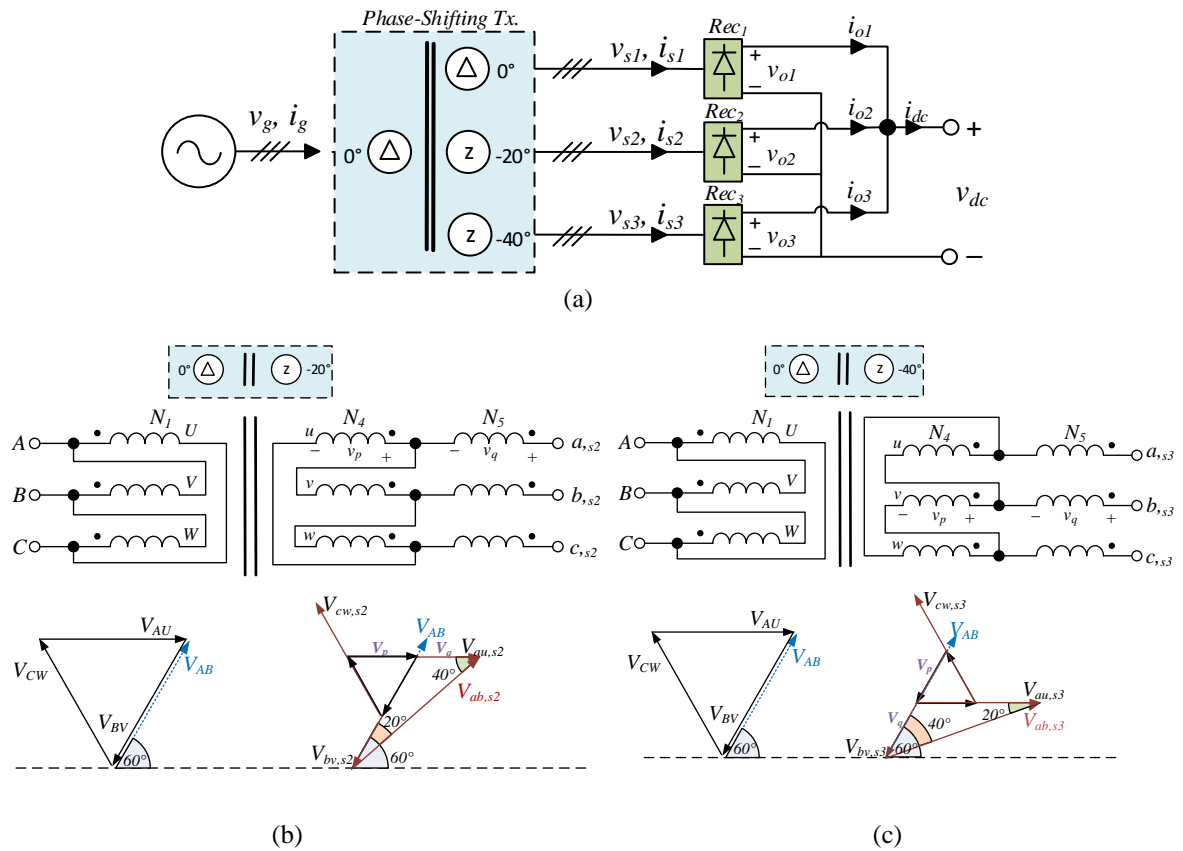 Phase-Shifting Tx.
Rec1
io1
Δ 0°
vs1, is1
+
vo1
−
vg, ig
Rec2
io2
idc
+
0° Δ
z -20°
vs2, is2
+
vo2
−
Rec3
io3
vdc
z -40°
vs3, is3
+
vo3
−
−
(a)
0° Δ z -20°
N1 N4 N5
A U u − vp + − vq + a,s2
B V v b,s2
C W w c,s2
VAU
VCW
VAB
VBV
60°
Vcw,s2
VAB
Vp Vq Vau,s2
40°
Vab,s2
20°
Vbv,s2 60°
(b)
0° Δ z -40°
N1 N4 N5
A U u a,s3
B V v − vp + − vq + b,s3
C W w c,s3
VAU
VCW
VAB
VBV
60°
Vcw,s3
VAB
Vp
Vau,s3
Vq 40° 20° Vab,s3
Vbv,s3 60°
(c)